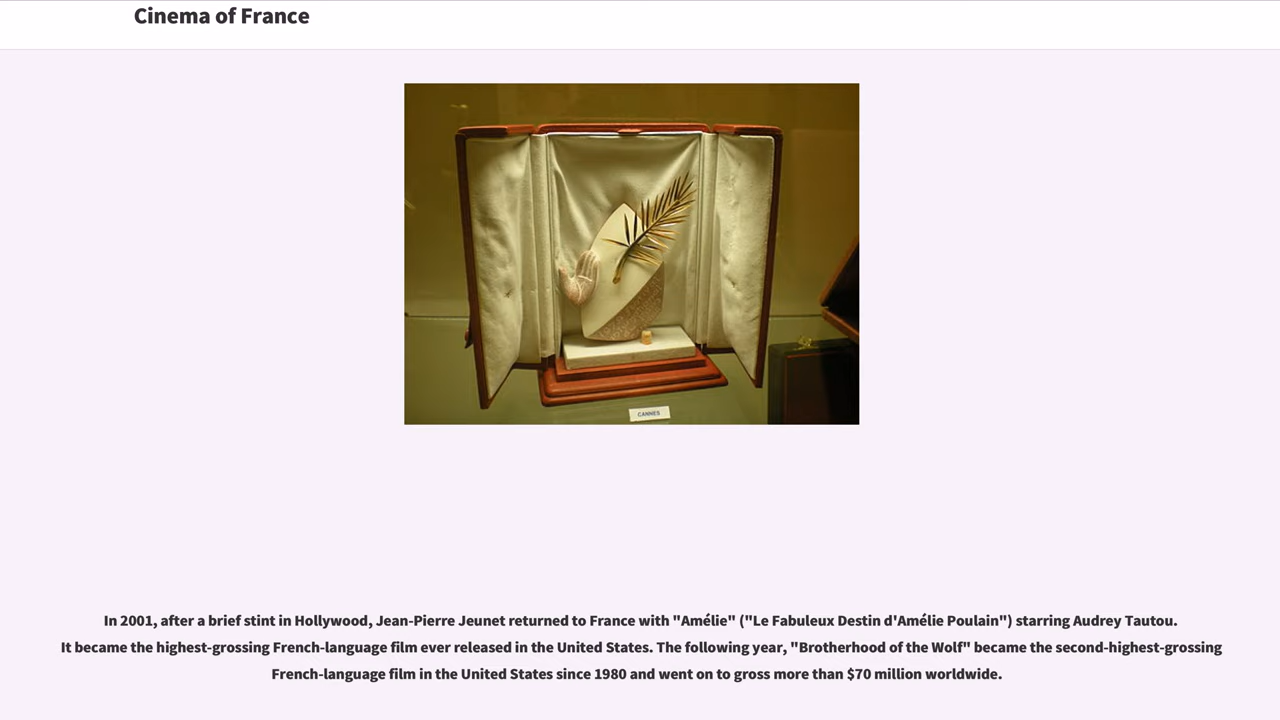 Cinema of France
CANNES
In 2001, after a brief stint in Hollywood, Jean-Pierre Jeunet returned to France with "Amélie" ("Le Fabuleux Destin d'Amélie Poulain") starring Audrey Tautou.
It became the highest-grossing French-language film ever released in the United States. The following year, "Brotherhood of the Wolf" became the second-highest-grossing
French-language film in the United States since 1980 and went on to gross more than $70 million worldwide.